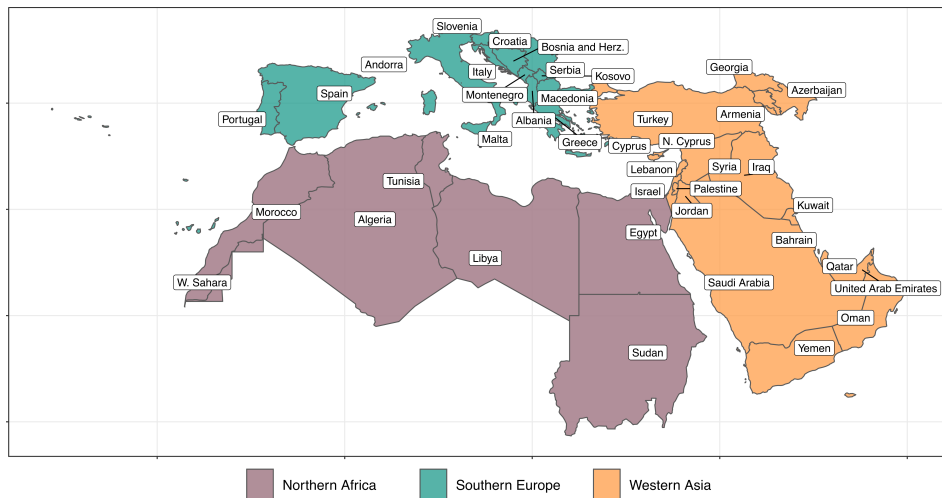 Slovenia
Croatia
Bosnia and Herz.
Andorra
Italy
Serbia
Kosovo
Georgia
Spain
Montenegro
Macedonia
Azerbaijan
Portugal
Albania
Turkey
Armenia
Malta
Greece
Cyprus
N. Cyprus
Tunisia
Lebanon
Syria
Iraq
Israel
Palestine
Morocco
Algeria
Jordan
Kuwait
Egypt
Bahrain
Libya
Qatar
W. Sahara
Saudi Arabia
United Arab Emirates
Oman
Sudan
Yemen
Northern Africa
Southern Europe
Western Asia